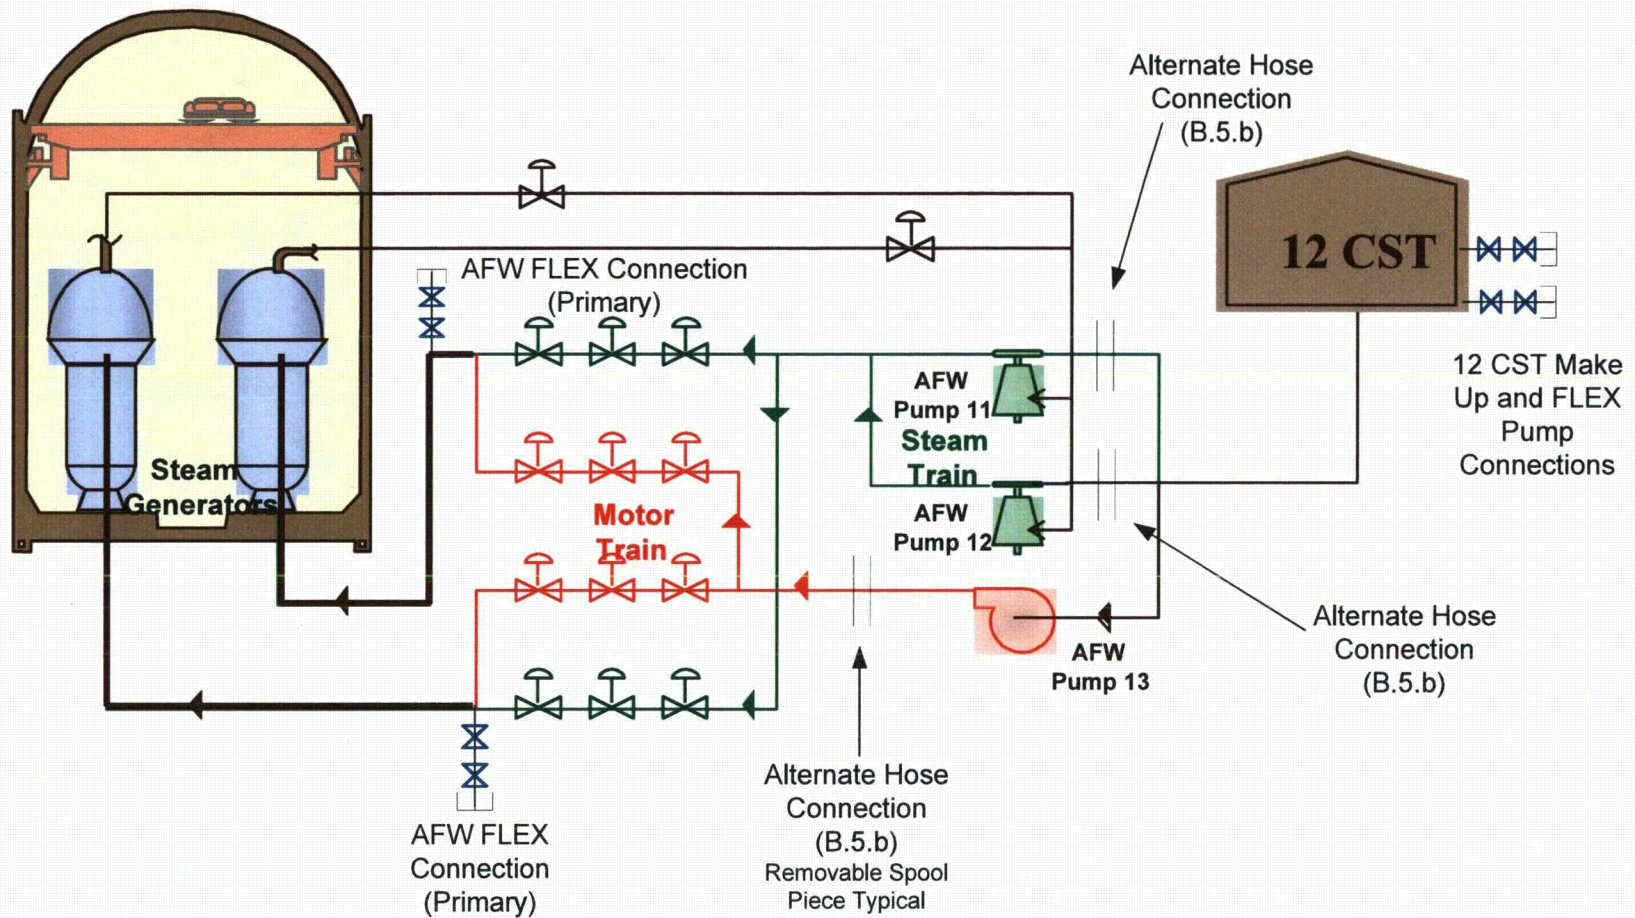 Alternate Hose
Connection
(B.5.b)
12 CST
AFW FLEX Connection
(Primary)
12 CST Make
Up and FLEX
Pump
Connections
AFW
Pump 11
Steam
Train
AFW
Pump 12
Steam
Generators
Motor
Train
AFW
Pump 13
Alternate Hose
Connection
(B.5.b)
Alternate Hose
Connection
(B.5.b)
Removable Spool
Piece Typical
AFW FLEX
Connection
(Primary)